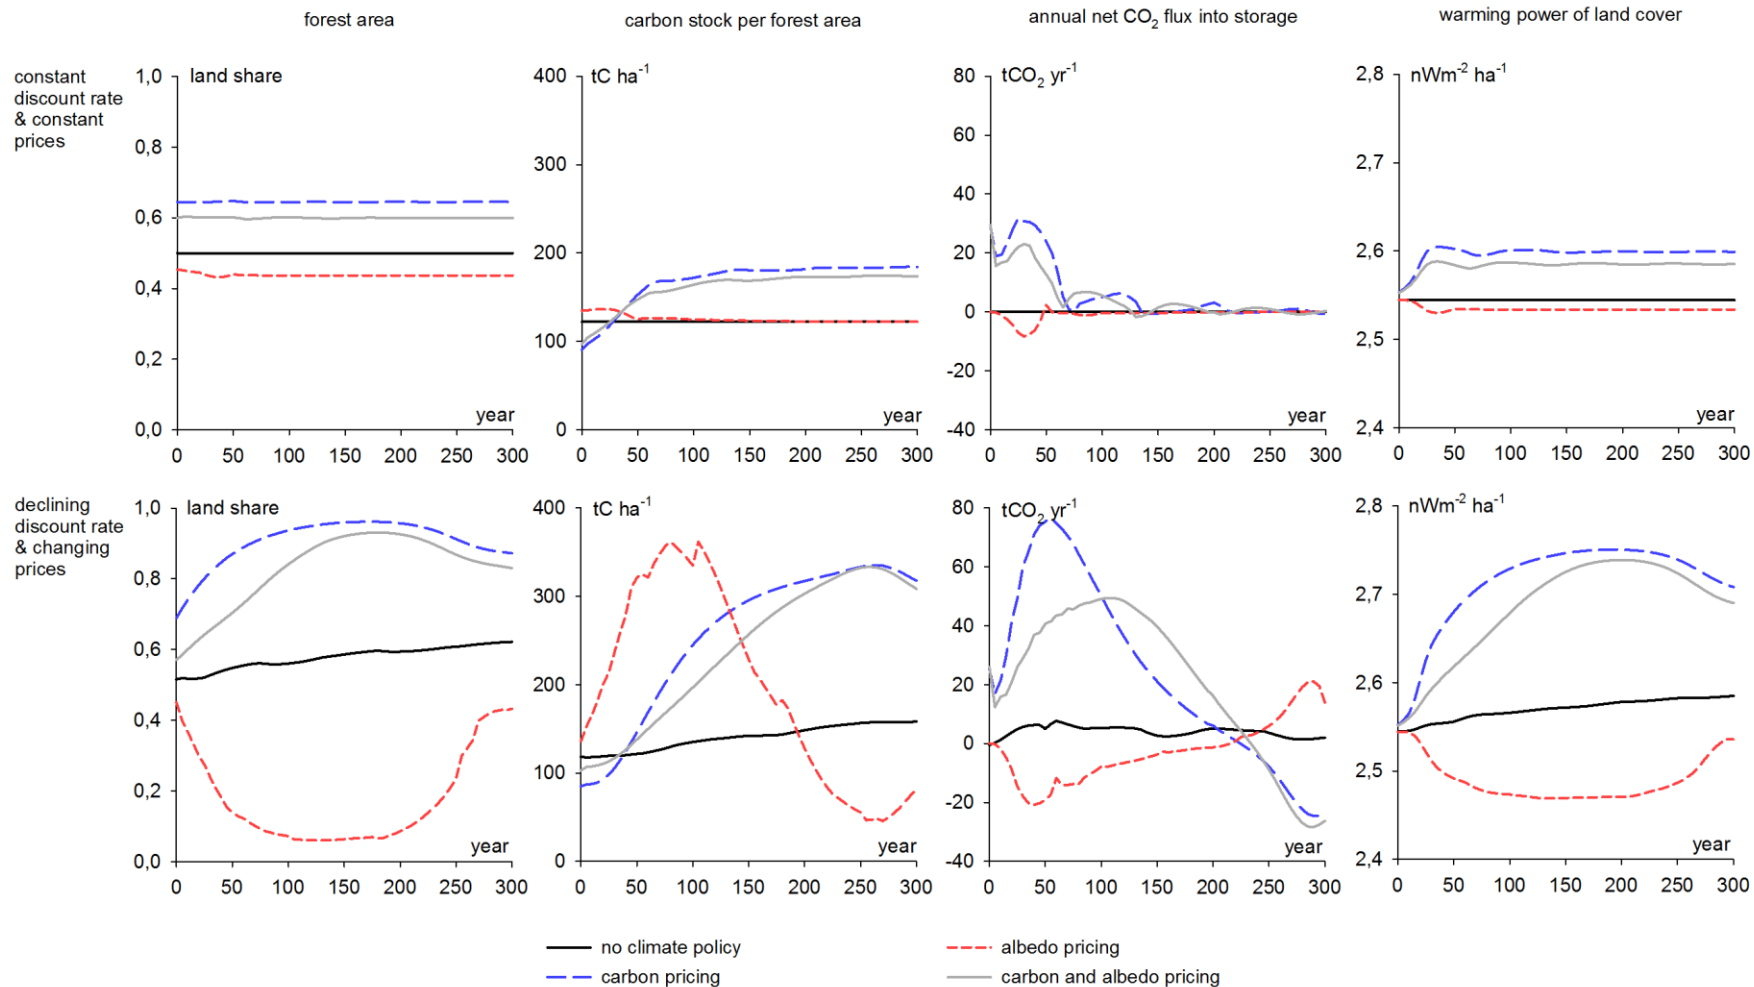 forest area
carbon stock per forest area
annual net CO₂ flux into storage
warming power of land cover
constant
discount rate
& constant
prices
land share
1,0
0,8
0,6
0,4
0,2
0,0
year
0 50 100 150 200 250 300
tC ha⁻¹
400
300
200
100
0
year
0 50 100 150 200 250 300
tCO₂ yr⁻¹
80
60
40
20
0
-20
-40
year
0 50 100 150 200 250 300
nWm⁻² ha⁻¹
2,8
2,7
2,6
2,5
2,4
year
0 50 100 150 200 250 300
declining
discount rate
& changing
prices
land share
1,0
0,8
0,6
0,4
0,2
0,0
year
0 50 100 150 200 250 300
tC ha⁻¹
400
300
200
100
0
year
0 50 100 150 200 250 300
tCO₂ yr⁻¹
80
60
40
20
0
-20
-40
year
0 50 100 150 200 250 300
nWm⁻² ha⁻¹
2,8
2,7
2,6
2,5
2,4
year
0 50 100 150 200 250 300
no climate policy
albedo pricing
carbon pricing
carbon and albedo pricing